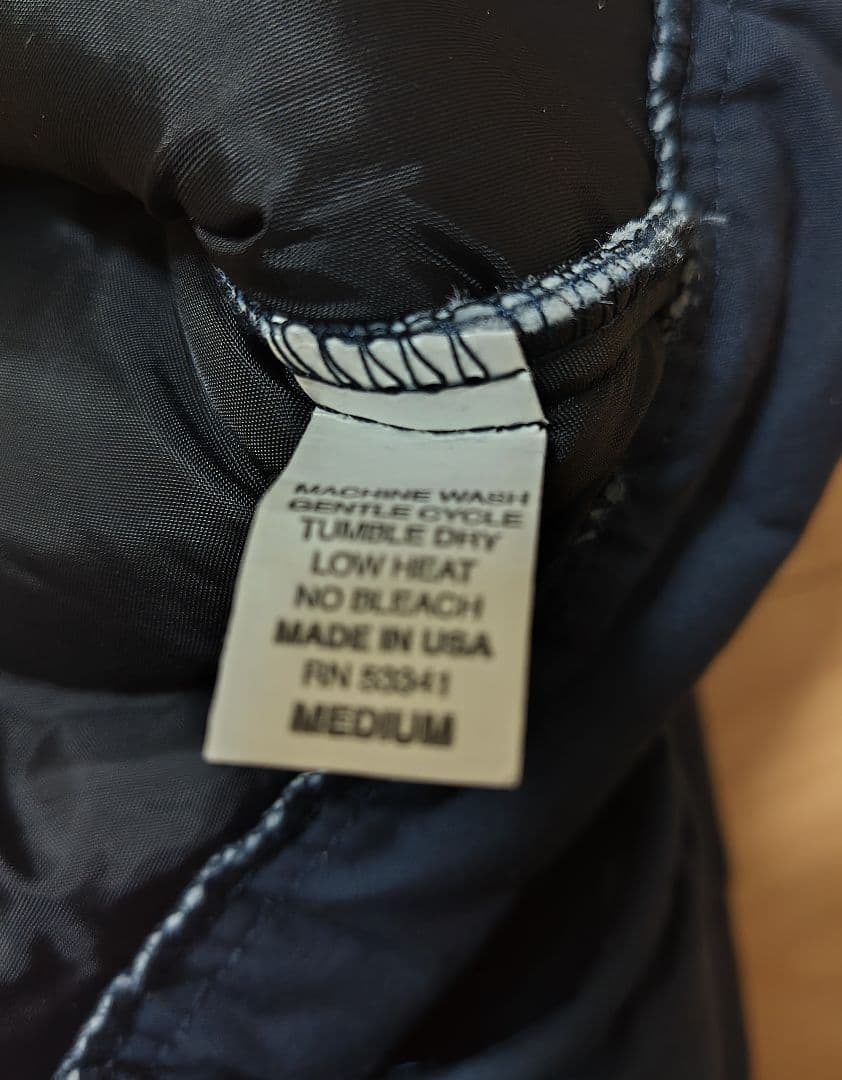 MACHINE WASH
GENTLE CYCLE
TUMBLE DRY
LOW HEAT
NO BLEACH
MADE IN USA
RN 53341
MEDIUM